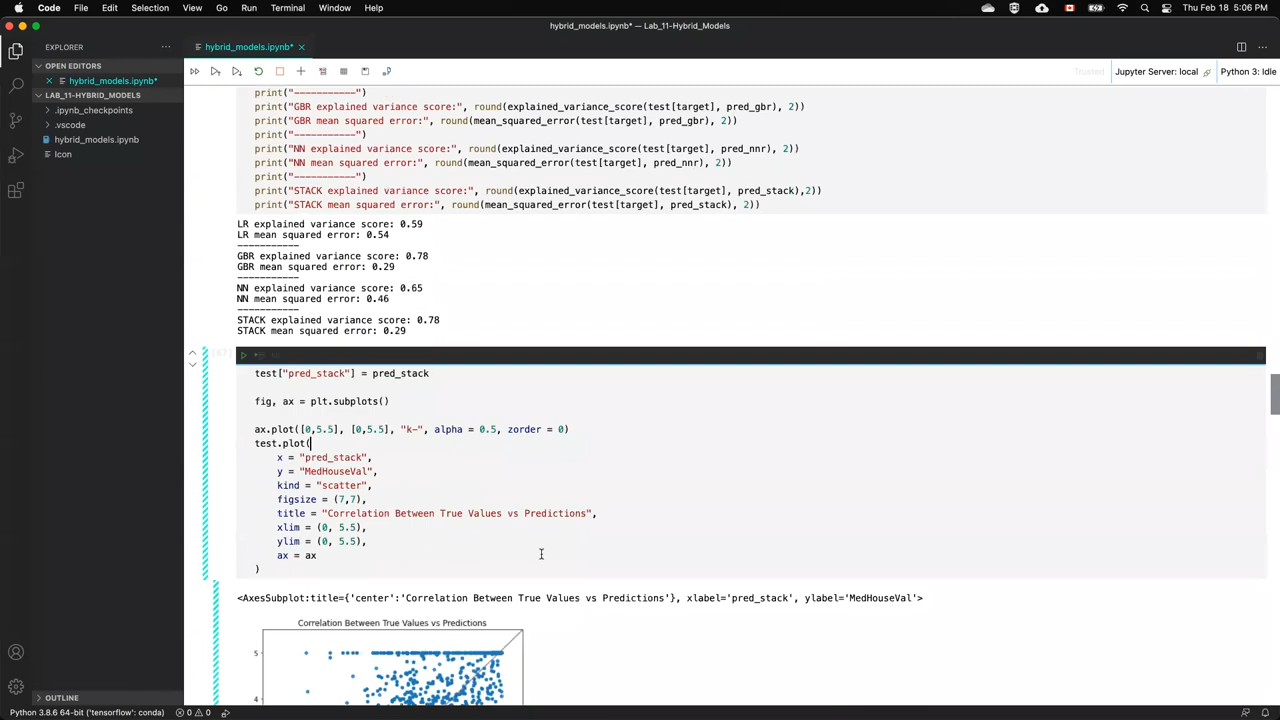 Code File Edit Selection View Go Run Terminal Window Help
Thu Feb 18 5:06 PM
hybrid_models.ipynb* — Lab_11-Hybrid_Models
EXPLORER
hybrid_models.ipynb*
OPEN EDITORS
hybrid_models.ipynb*
LAB_11-HYBRID_MODELS
.ipynb_checkpoints
.vscode
hybrid_models.ipynb
Icon
OUTLINE
Trusted
Jupyter Server: local
Python 3: Idle
print("-----------")
print("GBR explained variance score:", round(explained_variance_score(test[target], pred_gbr), 2))
print("GBR mean squared error:", round(mean_squared_error(test[target], pred_gbr), 2))
print("-----------")
print("NN explained variance score:", round(explained_variance_score(test[target], pred_nnr), 2))
print("NN mean squared error:", round(mean_squared_error(test[target], pred_nnr), 2))
print("-----------")
print("STACK explained variance score:", round(explained_variance_score(test[target], pred_stack),2))
print("STACK mean squared error:", round(mean_squared_error(test[target], pred_stack), 2))
LR explained variance score: 0.59
LR mean squared error: 0.54
-----------
GBR explained variance score: 0.78
GBR mean squared error: 0.29
-----------
NN explained variance score: 0.65
NN mean squared error: 0.46
-----------
STACK explained variance score: 0.78
STACK mean squared error: 0.29
[67]
test["pred_stack"] = pred_stack
fig, ax = plt.subplots()
ax.plot([0,5.5], [0,5.5], "k-", alpha = 0.5, zorder = 0)
test.plot(
x = "pred_stack",
y = "MedHouseVal",
kind = "scatter",
figsize = (7,7),
title = "Correlation Between True Values vs Predictions",
xlim = (0, 5.5),
ylim = (0, 5.5),
ax = ax
)
<AxesSubplot:title={'center':'Correlation Between True Values vs Predictions'}, xlabel='pred_stack', ylabel='MedHouseVal'>
Correlation Between True Values vs Predictions
5
4
Python 3.8.6 64-bit ('tensorflow': conda) 0 0